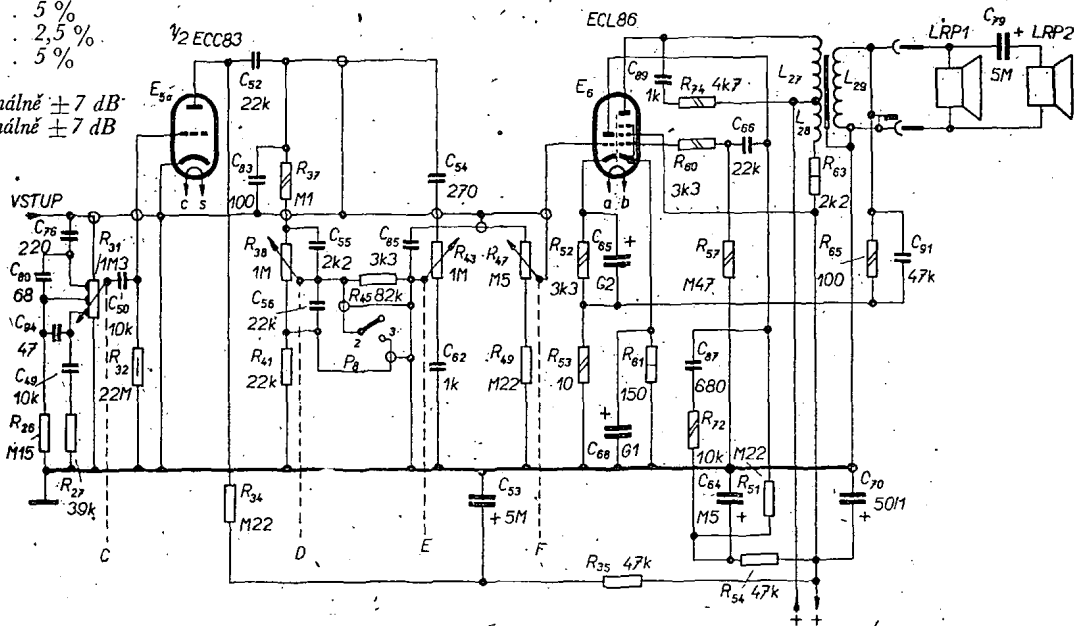 . 5 %
. 2,5 %
. 5 %
nálně ± 7 dB
nálně ± 7 dB
1/2 ECC83
E5a
c s
C52
22k
C83
100
R37
M1
C54
270
VSTUP
C76
220
C80
68
C94
47
C49
10k
R26
M15
R27
39k
R31
1M3
C50
10k
R32
22M
R38
1M
C55
2k2
C56
22k
R41
22k
R45 82k
P8
2
3
C85
3k3
R43
1M
C62
1k
R47
M5
R49
M22
R34
M22
C53
+ 5M
R35 47k
C
D
E
F
ECL86
E6
a b
C89
1k
R74 4k7
R60
3k3
C66
22k
R52
3k3
C65
+
G2
R53
10
R61
150
+
C68
G1
R57
M47
C87
680
R72
10k
C64
M5
+
M22
R51
R54 47k
L27
L28
L29
R63
2k2
R65
100
C91
47k
C70
50M
+
LRP1
C79
+
5M
LRP2
+ +